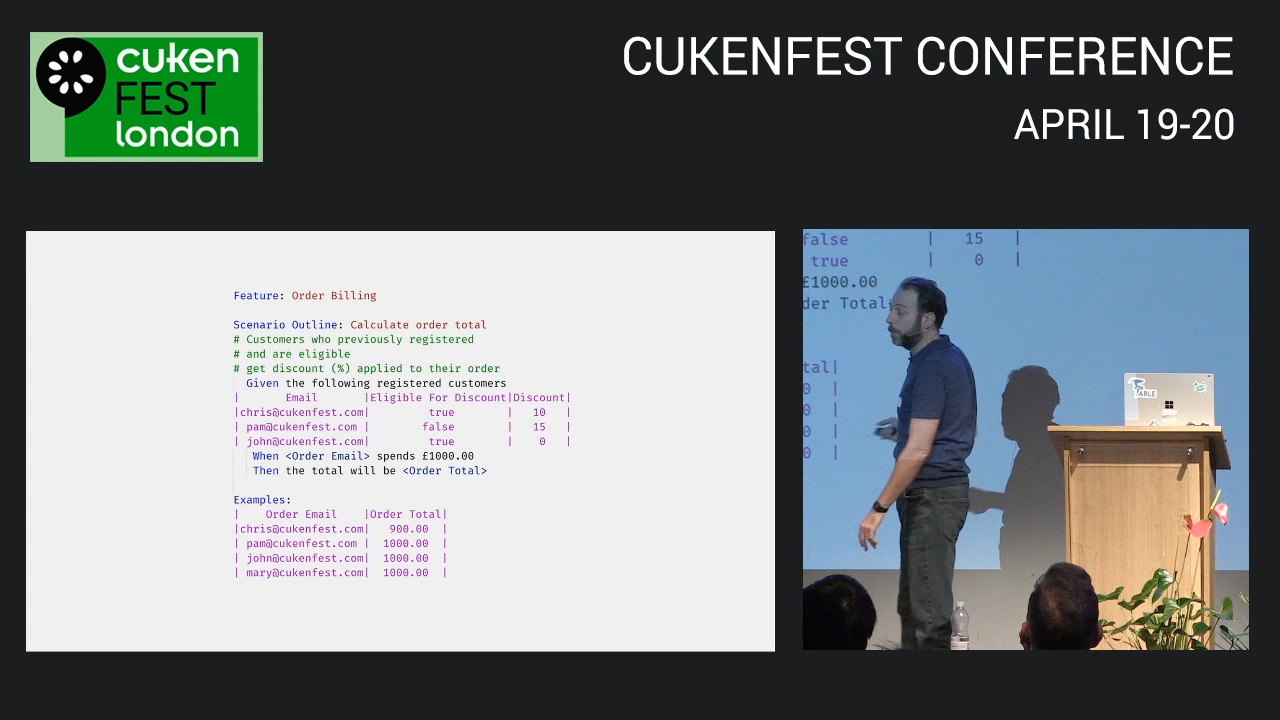 cuken
FEST
london
CUKENFEST CONFERENCE
APRIL 19-20
Feature: Order Billing
Scenario Outline: Calculate order total
# Customers who previously registered
# and are eligible
# get discount (%) applied to their order
Given the following registered customers
| Email |Eligible For Discount|Discount|
|chris@cukenfest.com| true | 10 |
| pam@cukenfest.com | false | 15 |
| john@cukenfest.com| true | 0 |
When <Order Email> spends £1000.00
Then the total will be <Order Total>
Examples:
| Order Email |Order Total|
|chris@cukenfest.com| 900.00 |
| pam@cukenfest.com | 1000.00 |
| john@cukenfest.com| 1000.00 |
| mary@cukenfest.com| 1000.00 |
false | 15 |
true | 0 |
£1000.00
der Total
tal|
0 |
0 |
0 |
0 |
ABLE